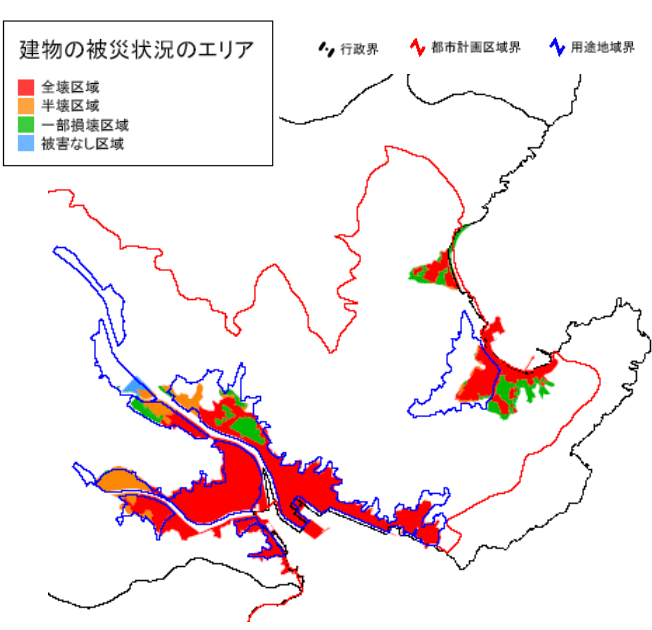 建物の被災状況のエリア
行政界
都市計画区域界
用途地域界
全壊区域
半壊区域
一部損壊区域
被害なし区域